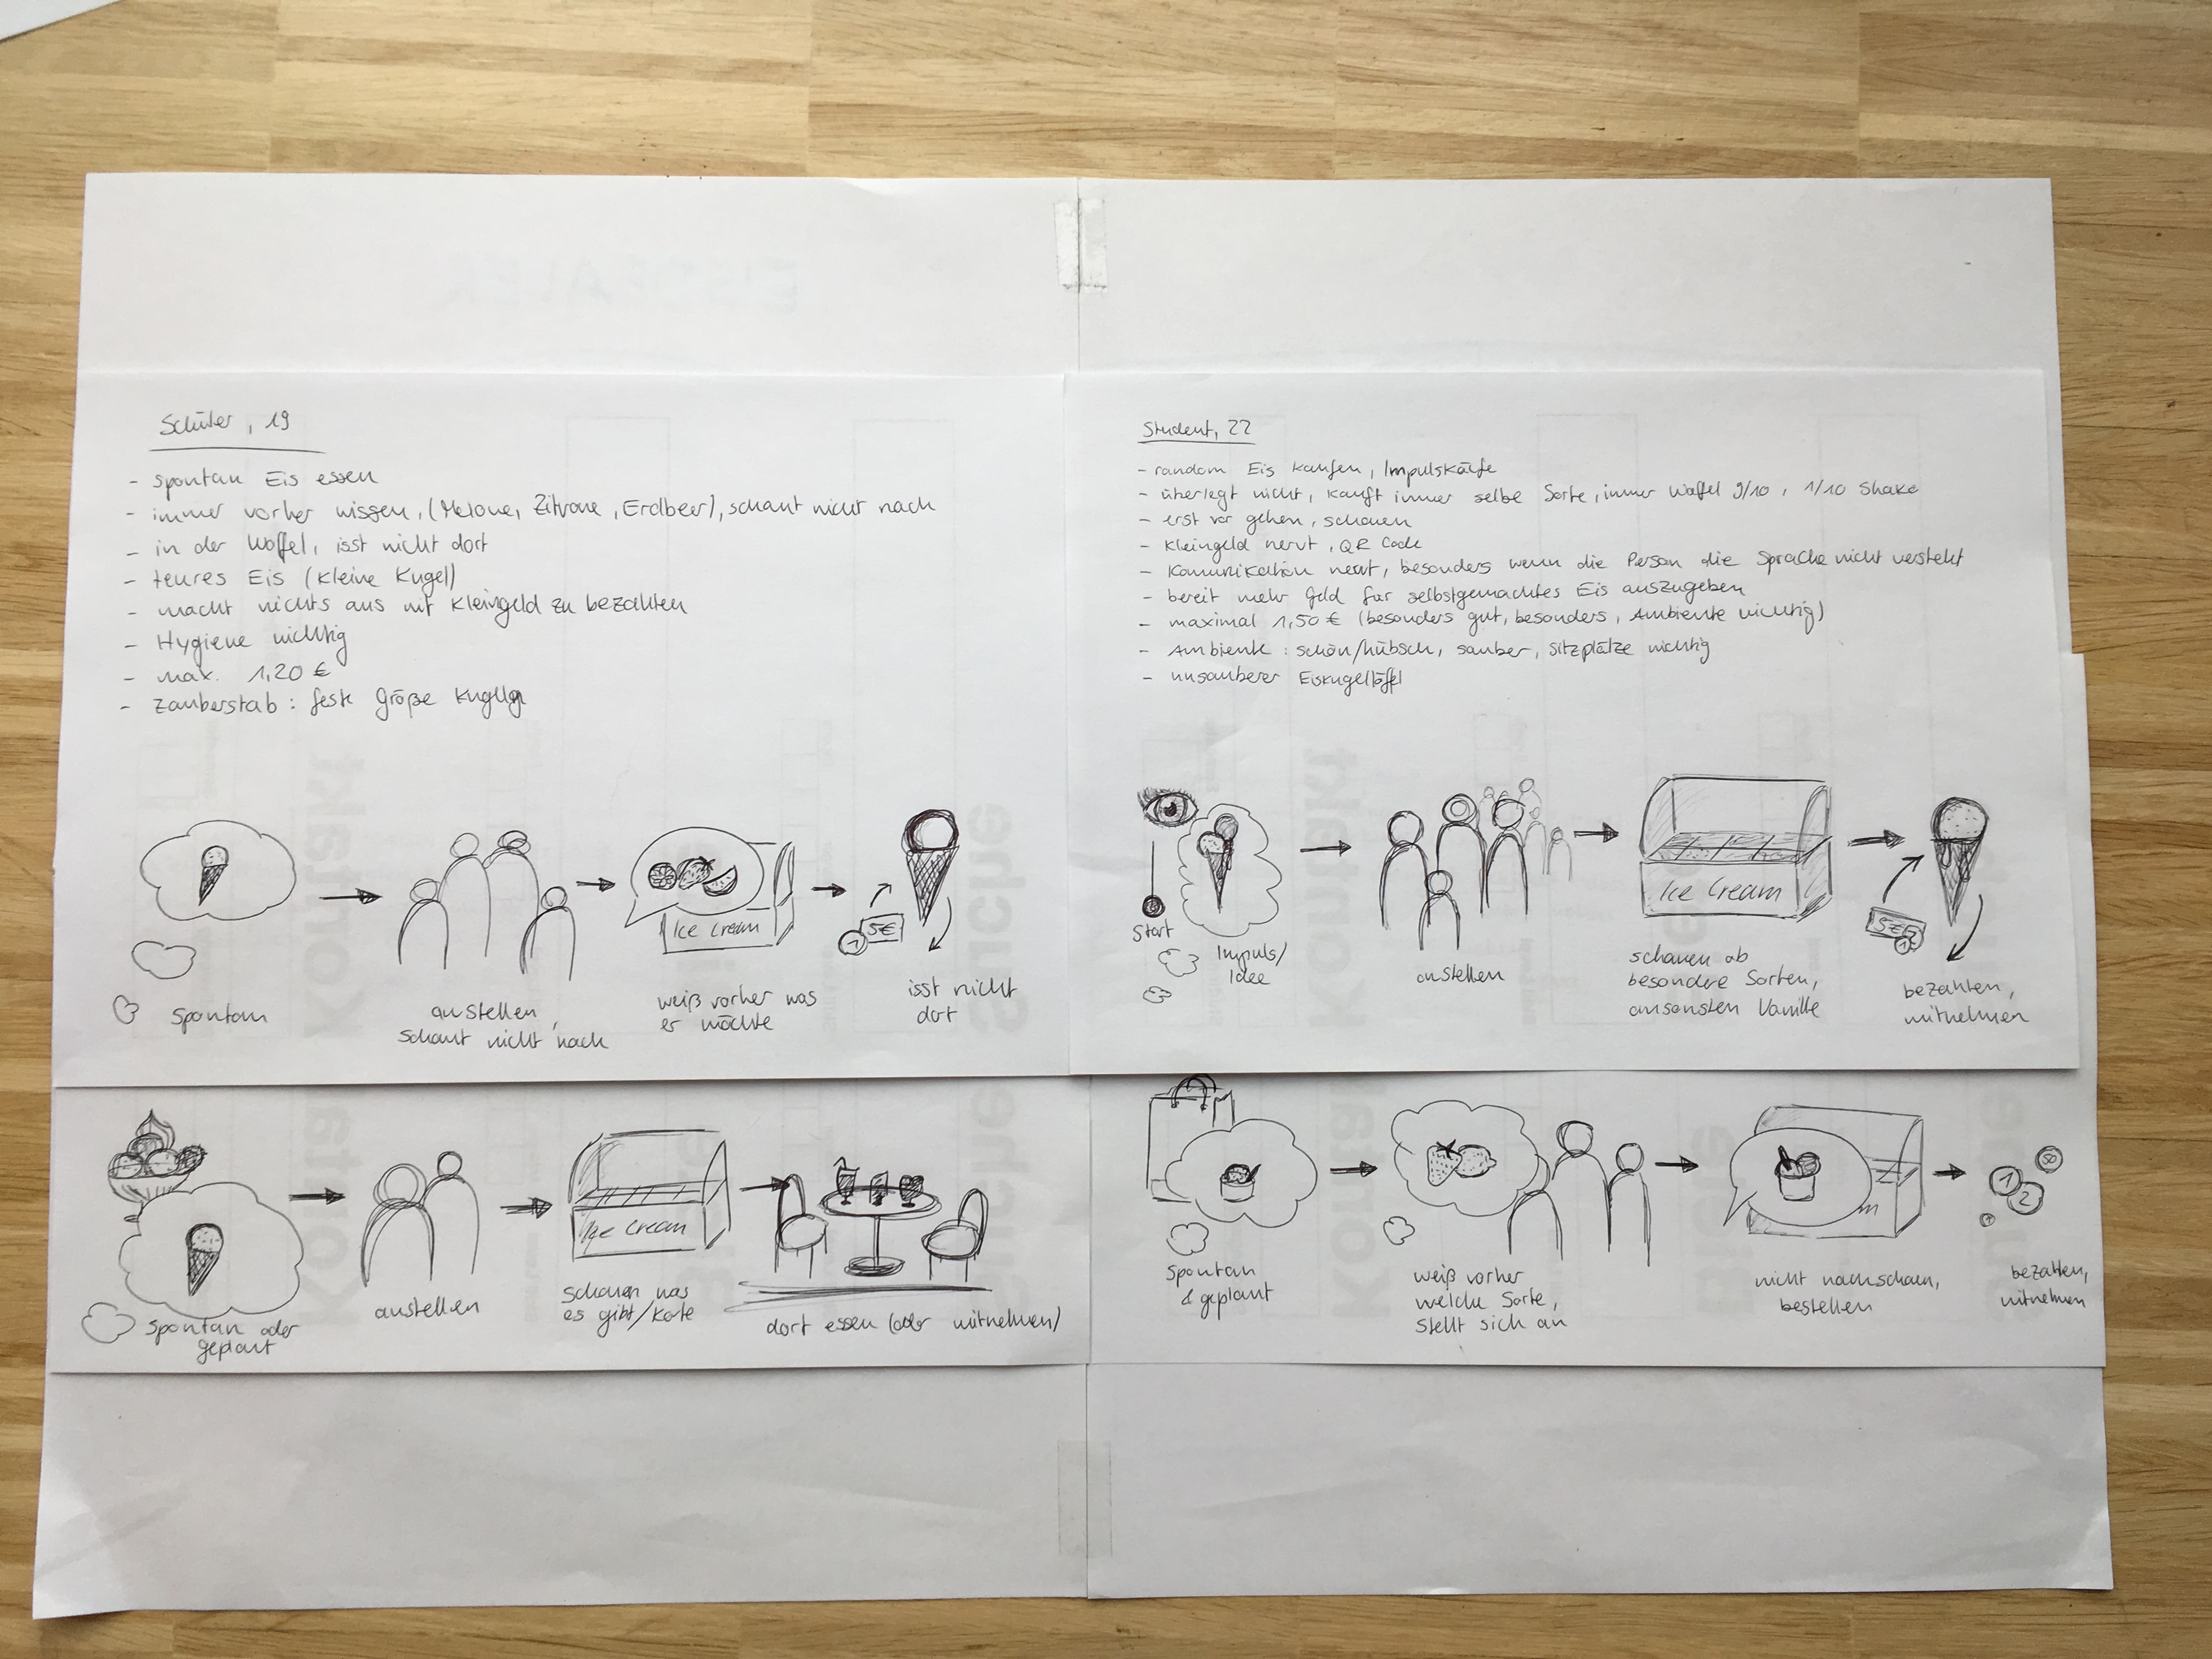 Schüler, 19
- spontan Eis essen
- immer vorher wissen, (Melone, Zitrone, Erdbeer), schaut nicht nach
- in der Waffel, isst nicht dort
- teures Eis (kleine Kugel)
- macht nichts aus mit Kleingeld zu bezahlen
- Hygiene wichtig
- max. 1,20 €
- Zauberstab: feste Größe Kugeln
spontan
anstellen,
schaut nicht nach
Ice Cream
weiß vorher was
er möchte
1
5€
isst nicht
dort
Student, 22
- random Eis kaufen, Impulskäufe
- überlegt nicht, kauft immer selbe Sorte, immer Waffel 9/10, 1/10 Shake
- erst vor gehen, schauen
- Kleingeld nervt, QR Code
- Komunikation nervt, besonders wenn die Person die Sprache nicht versteht
- bereit mehr Geld für selbstgemachtes Eis auszugeben
- maximal 1,50 € (besonders gut, besonders, Ambiente wichtig)
- Ambiente: schön/hübsch, sauber, Sitzplätze wichtig
- unsauberer Eiskugellöffel
Start
Impuls/
Idee
anstellen
Ice Cream
schauen ob
besondere Sorten,
ansonsten Vanille
5€
1
bezahlen,
mitnehmen
spontan oder
geplant
anstellen
Ice Cream
schauen was
es gibt/Karte
dort essen (oder mitnehmen)
spontan
& geplant
weiß vorher
welche Sorte,
stellt sich an
m
nicht nachschauen,
bestellen
1
2
50
bezahlen,
mitnehmen
Kontakt
Suche
Kontakt